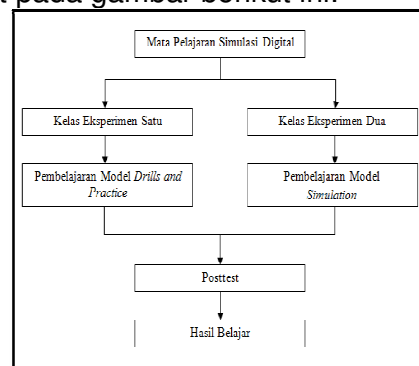 pada gambar berikut ini.
Mata Pelajaran Simulasi Digital
Kelas Eksperimen Satu
Kelas Eksperimen Dua
Pembelajaran Model Drills and
Practice
Pembelajaran Model
Simulation
Posttest
Hasil Belajar